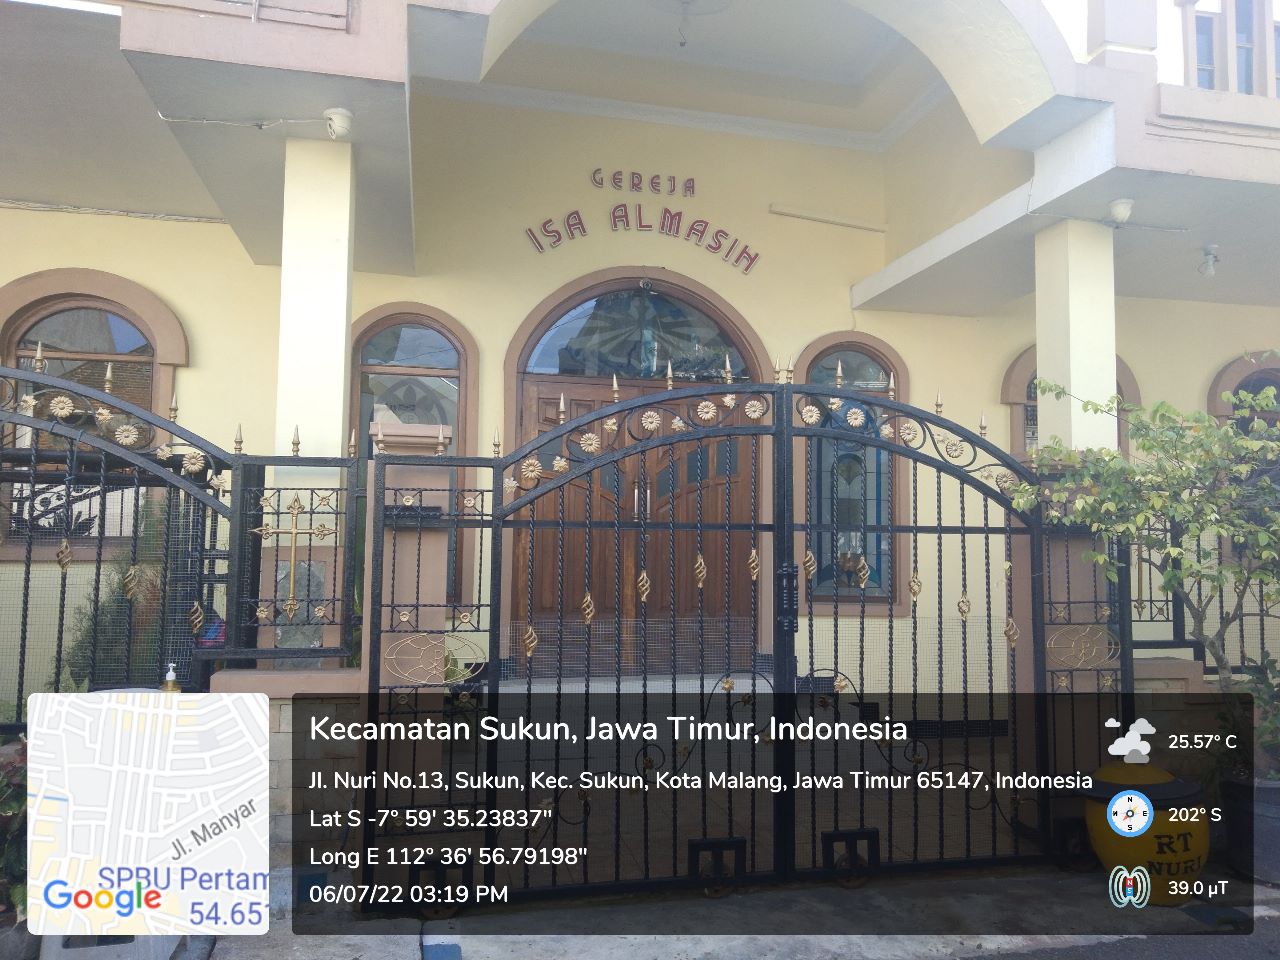 GEREJA
ISA ALMASIH
Kecamatan Sukun, Jawa Timur, Indonesia
Jl. Nuri No.13, Sukun, Kec. Sukun, Kota Malang, Jawa Timur 65147, Indonesia
Lat S -7° 59' 35.23837"
Long E 112° 36' 56.79198"
06/07/22 03:19 PM
25.57° C
N
E
S
202° S
39.0 µT
Jl. Manyar
SPBU Pertam
54.65
Google
RT
NURI